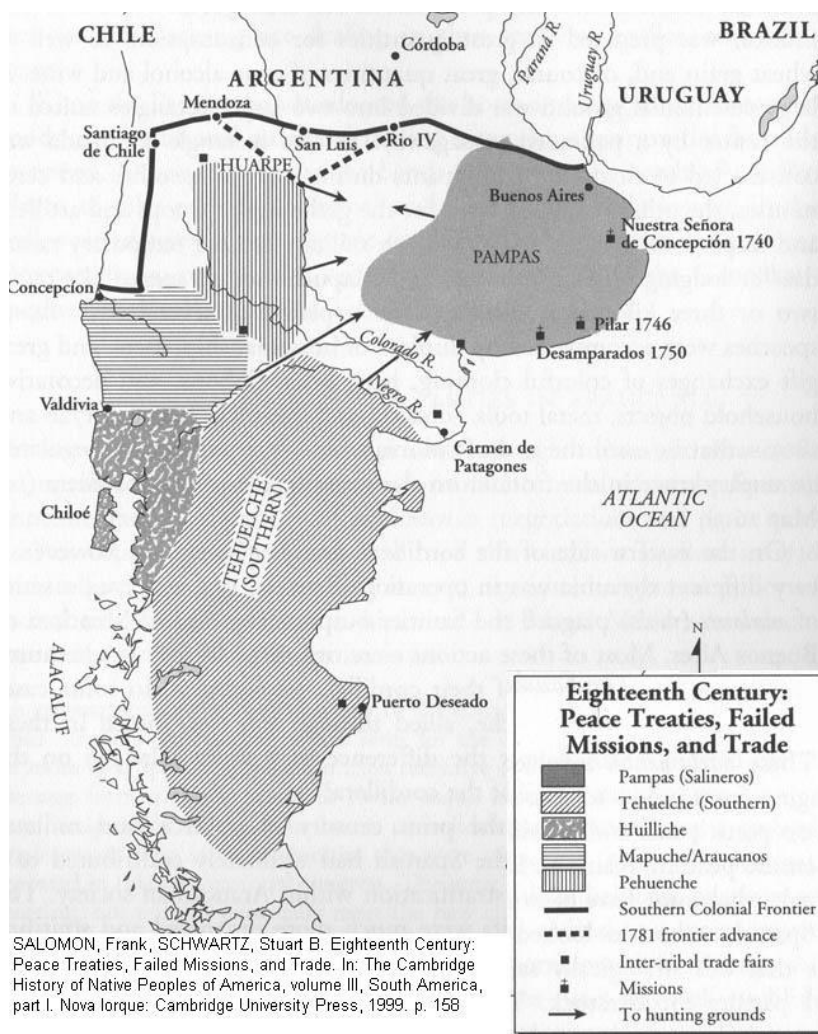 CHILE
BRAZIL
Córdoba
ARGENTINA
Paraná R.
Uruguay R.
URUGUAY
Mendoza
Santiago
de Chile
San Luis
Rio IV
HUARPE
Buenos Aires
Nuestra Señora
de Concepción 1740
PAMPAS
Concepcíon
Pilar 1746
Colorado R.
Desamparados 1750
Valdivia
Negro R.
Carmen de
Patagones
Chiloé
TEHUELCHE
(SOUTHERN)
ATLANTIC
OCEAN
ALACALUF
N
Puerto Deseado
Eighteenth Century:
Peace Treaties, Failed
Missions, and Trade
Pampas (Salineros)
Tehuelche (Southern)
Huilliche
Mapuche/Araucanos
Pehuenche
Southern Colonial Frontier
1781 frontier advance
Inter-tribal trade fairs
Missions
To hunting grounds
SALOMON, Frank, SCHWARTZ, Stuart B. Eighteenth Century:
Peace Treaties, Failed Missions, and Trade. In: The Cambridge
History of Native Peoples of America, volume III, South America,
part I. Nova Iorque: Cambridge University Press, 1999. p. 158